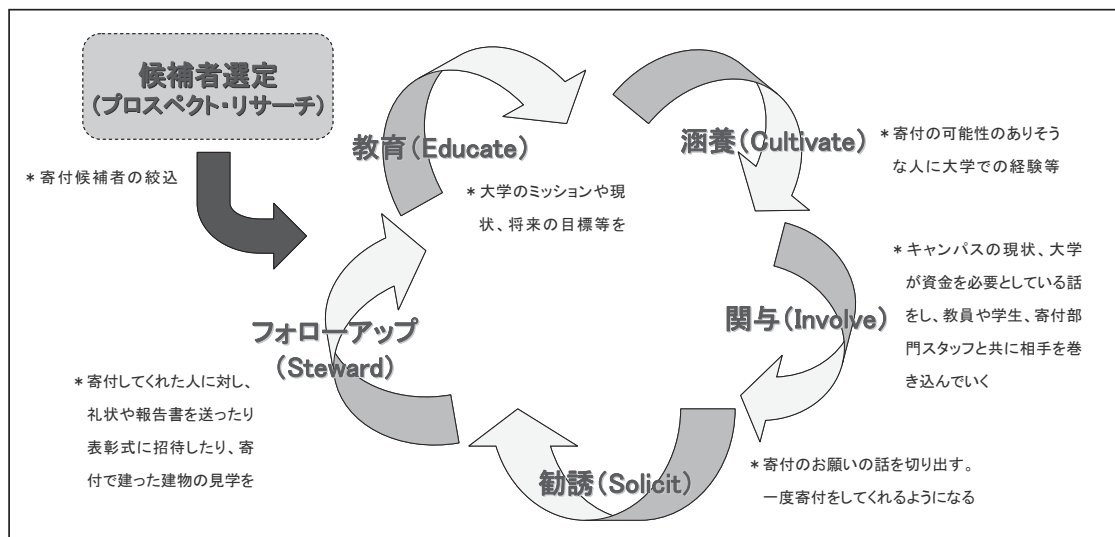 候補者選定
(プロスペクト・リサーチ)
*寄付候補者の絞込
教育(Educate)
*大学のミッションや現
状、将来の目標等を
涵養(Cultivate)
*寄付の可能性のありそう
な人に大学での経験等
関与(Involve)
*キャンパスの現状、大学
が資金を必要としている話
をし、教員や学生、寄付部
門スタッフと共に相手を巻
き込んでいく
勧誘(Solicit)
*寄付のお願いの話を切り出す。
一度寄付をしてくれるようになる
フォローアップ
(Steward)
*寄付してくれた人に対し、
礼状や報告書を送ったり
表彰式に招待したり、寄
付で建った建物の見学を